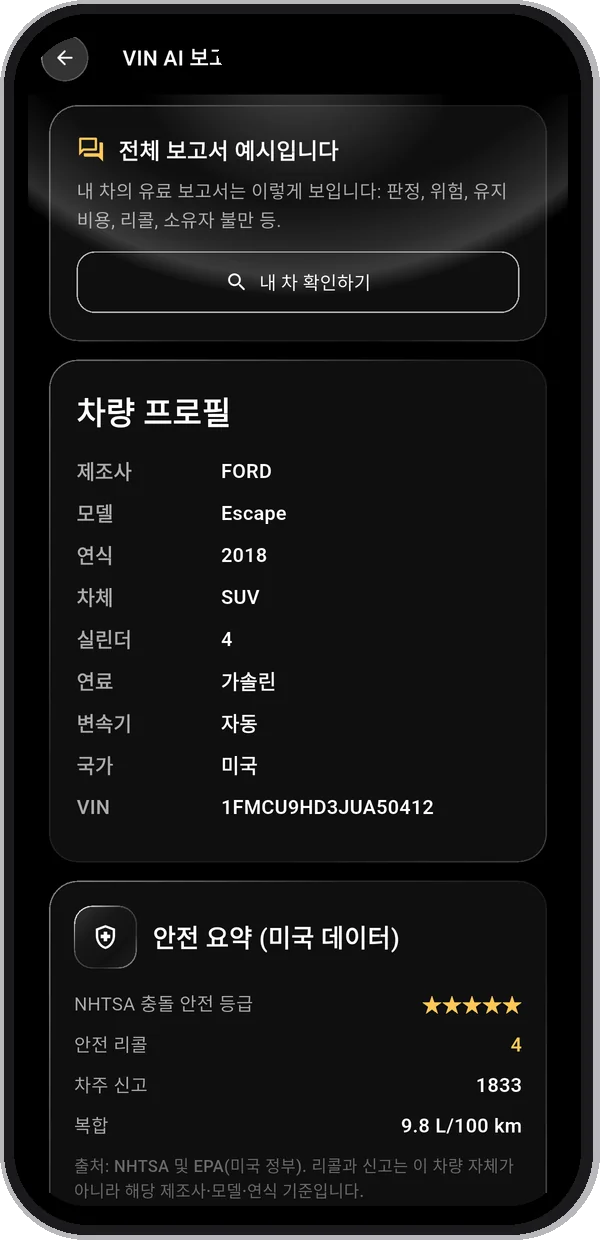 VIN AI 보고
전체 보고서 예시입니다
내 차의 유료 보고서는 이렇게 보입니다: 판정, 위험, 유지
비용, 리콜, 소유자 불만 등.
내 차 확인하기
차량 프로필
제조사 FORD
모델 Escape
연식 2018
차체 SUV
실린더 4
연료 가솔린
변속기 자동
국가 미국
VIN 1FMCU9HD3JUA50412
안전 요약 (미국 데이터)
NHTSA 충돌 안전 등급 ★★★★★
안전 리콜 4
차주 신고 1833
복합 9.8 L/100 km
출처: NHTSA 및 EPA(미국 정부). 리콜과 신고는 이 차량 자체가
아니라 해당 제조사·모델·연식 기준입니다.